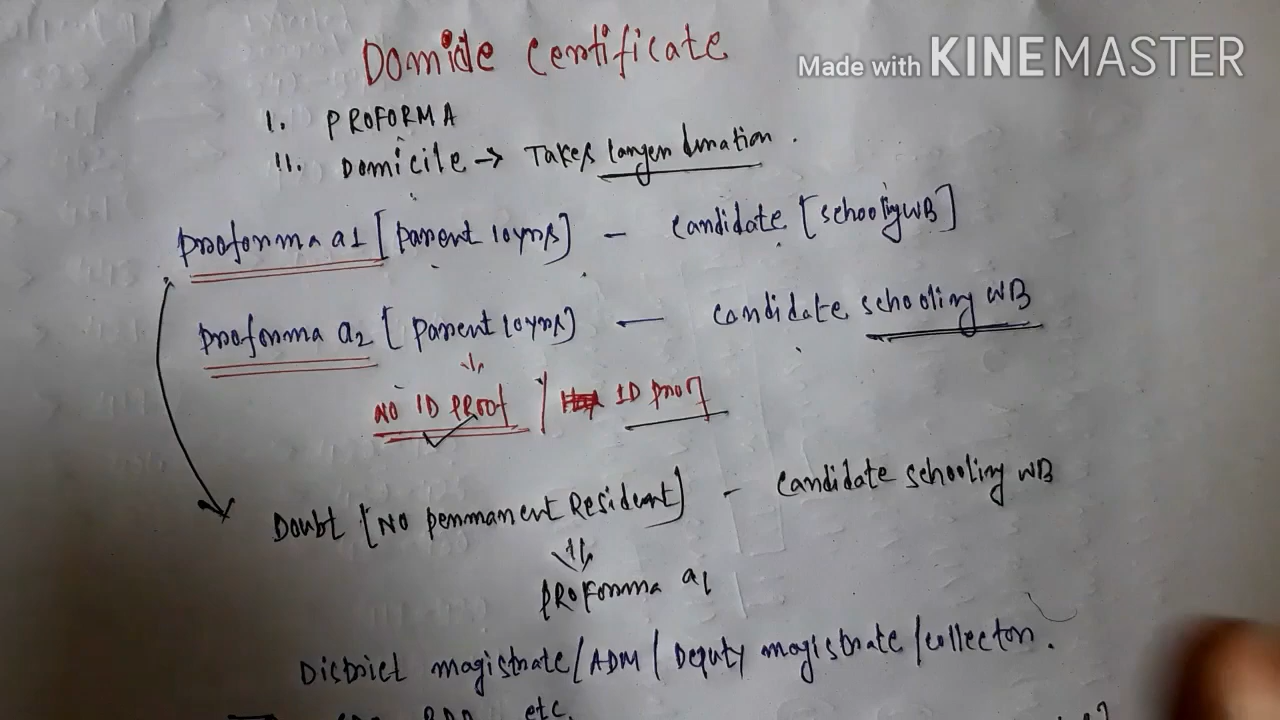 Domicile Certificate
Made with KINEMASTER
I. PROFORMA
II. DOMICILE → Takes longer duration.
proforma a1 [parent 10yrs] - candidate [schooling WB]
proforma a2 [parent 10yrs] — candidate schooling WB
NO ID PROOF / ID proof
Doubt [No permanent Resident] - candidate schooling WB
PROforma a1
District magistrate/ADM/Deputy magistrate/collector.
BDO etc.